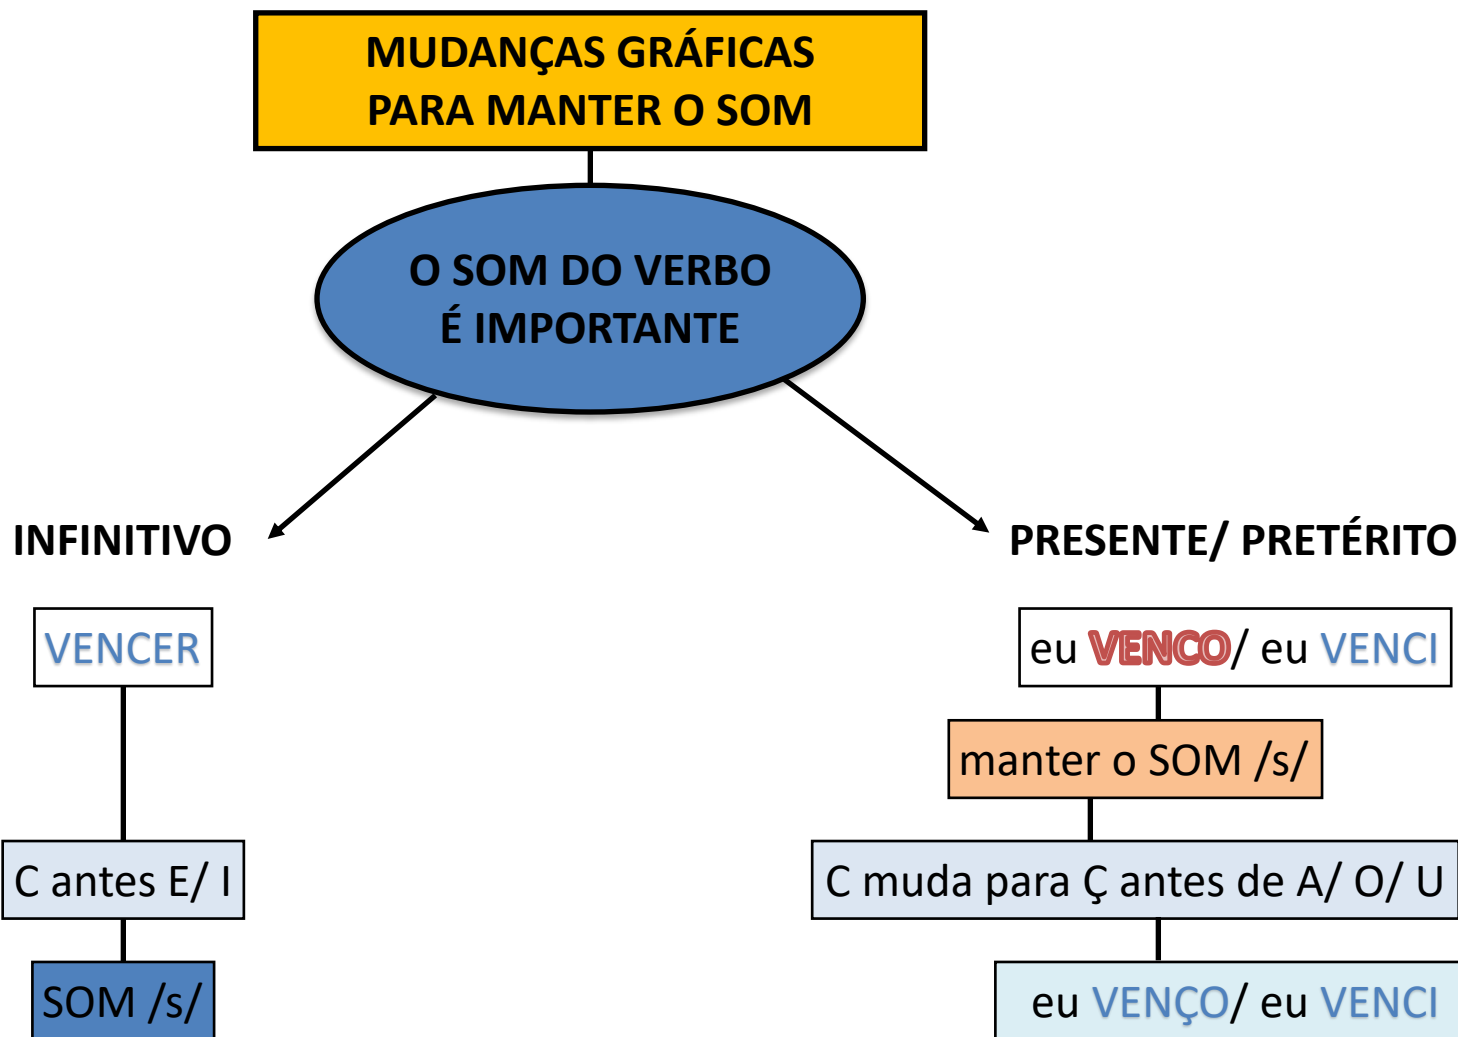 MUDANÇAS GRÁFICAS
PARA MANTER O SOM
O SOM DO VERBO
É IMPORTANTE
INFINITIVO
VENCER
C antes E/ I
SOM /s/
PRESENTE/ PRETÉRITO
eu VENCO/ eu VENCI
manter o SOM /s/
C muda para Ç antes de A/ O/ U
eu VENÇO/ eu VENCI